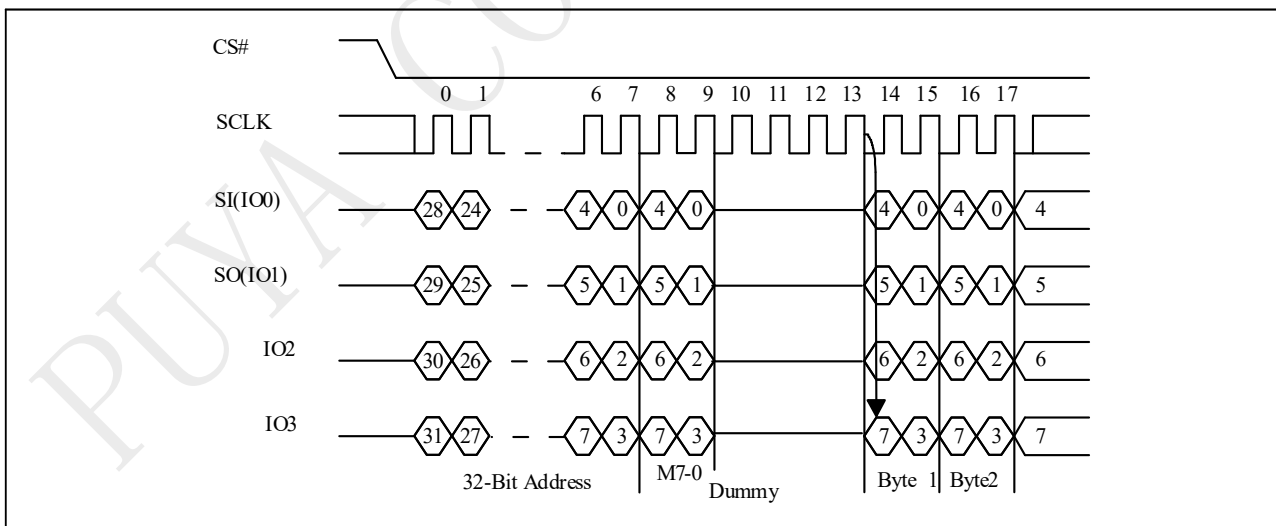 CS#
0 1 6 7 8 9 10 11 12 13 14 15 16 17
SCLK
SI(IO0) 28 24 4 0 4 0 4 0 4 0 4
SO(IO1) 29 25 5 1 5 1 5 1 5 1 5
IO2 30 26 6 2 6 2 6 2 6 2 6
IO3 31 27 7 3 7 3 7 3 7 3 7
32-Bit Address M7-0 Dummy Byte 1 Byte2
PUYA CO